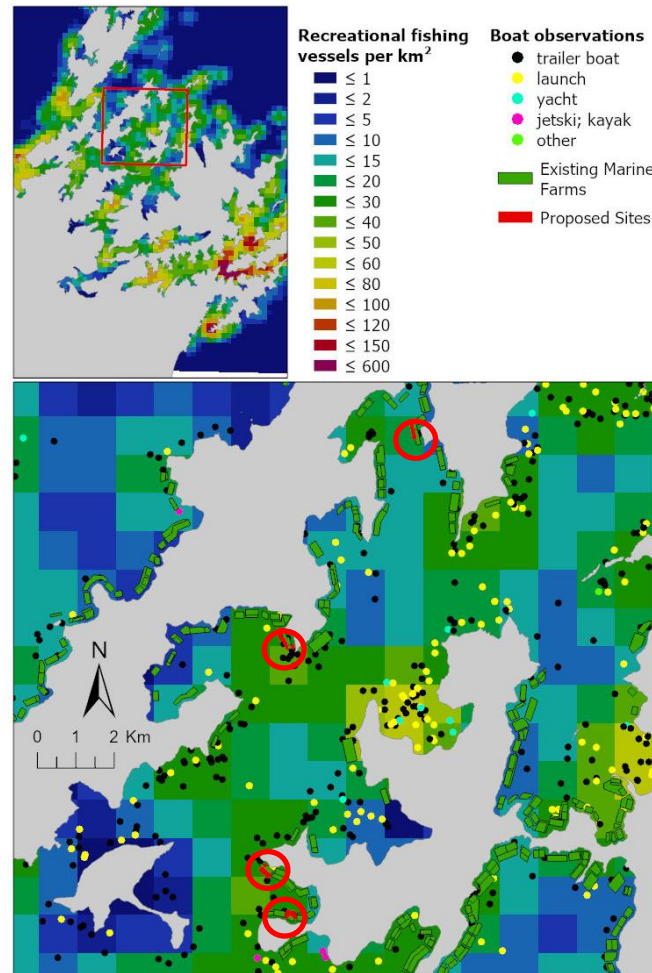 Recreational fishing
vessels per km²
≤ 1
≤ 2
≤ 5
≤ 10
≤ 15
≤ 20
≤ 30
≤ 40
≤ 50
≤ 60
≤ 80
≤ 100
≤ 120
≤ 150
≤ 600
Boat observations
trailer boat
launch
yacht
jetski; kayak
other
Existing Marine
Farms
Proposed Sites
N
0 1 2 Km